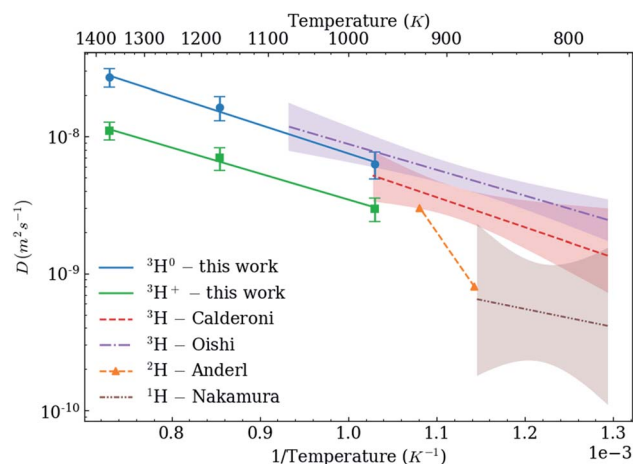 Temperature (K)
1400 1300 1200 1100 1000 900 800
D (m² s⁻¹)
10⁻⁸
10⁻⁹
10⁻¹⁰
³H⁰ – this work
³H⁺ – this work
³H – Calderoni
³H – Oishi
²H – Anderl
¹H – Nakamura
0.8 0.9 1.0 1.1 1.2 1.3
1/Temperature (K⁻¹)
1e−3